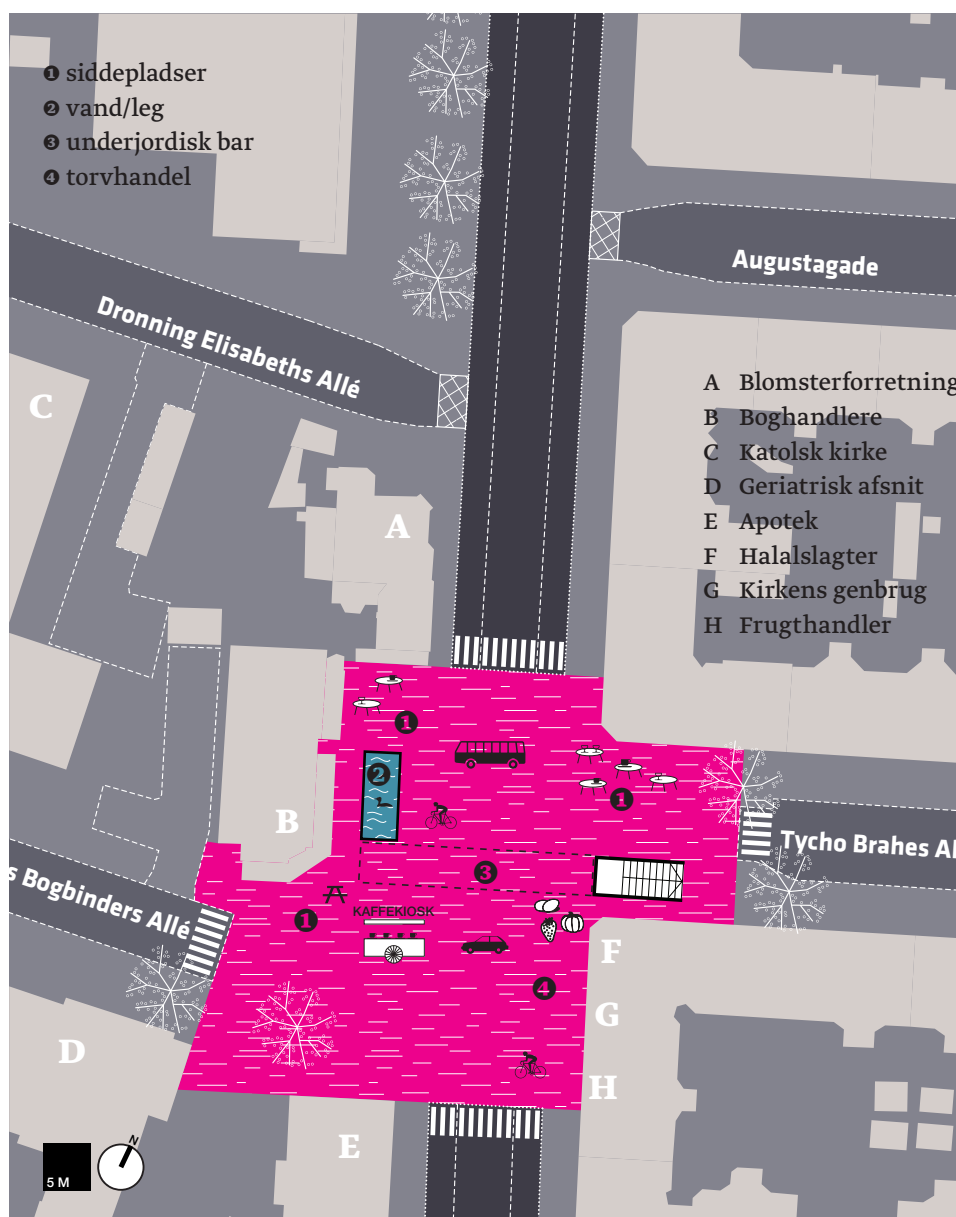 ❶ siddepladser
❷ vand/leg
❸ underjordisk bar
❹ torvhandel
Augustagade
Dronning Elisabeths Allé
A Blomsterforretning
B Boghandlere
C Katolsk kirke
D Geriatrisk afsnit
E Apotek
F Halalslagter
G Kirkens genbrug
H Frugthandler
C
A
1
2
1
B
Tycho Brahes Al
3
s Bogbinders Allé
1
KAFFEKIOSK
F
4
G
D
H
E
N
5 M